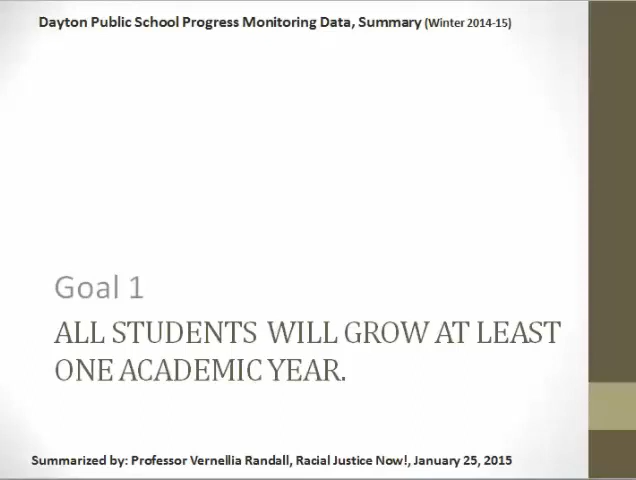 Dayton Public School Progress Monitoring Data, Summary (Winter 2014-15)
Goal 1
ALL STUDENTS WILL GROW AT LEAST
ONE ACADEMIC YEAR.
Summarized by: Professor Vernellia Randall, Racial Justice Now!, January 25, 2015